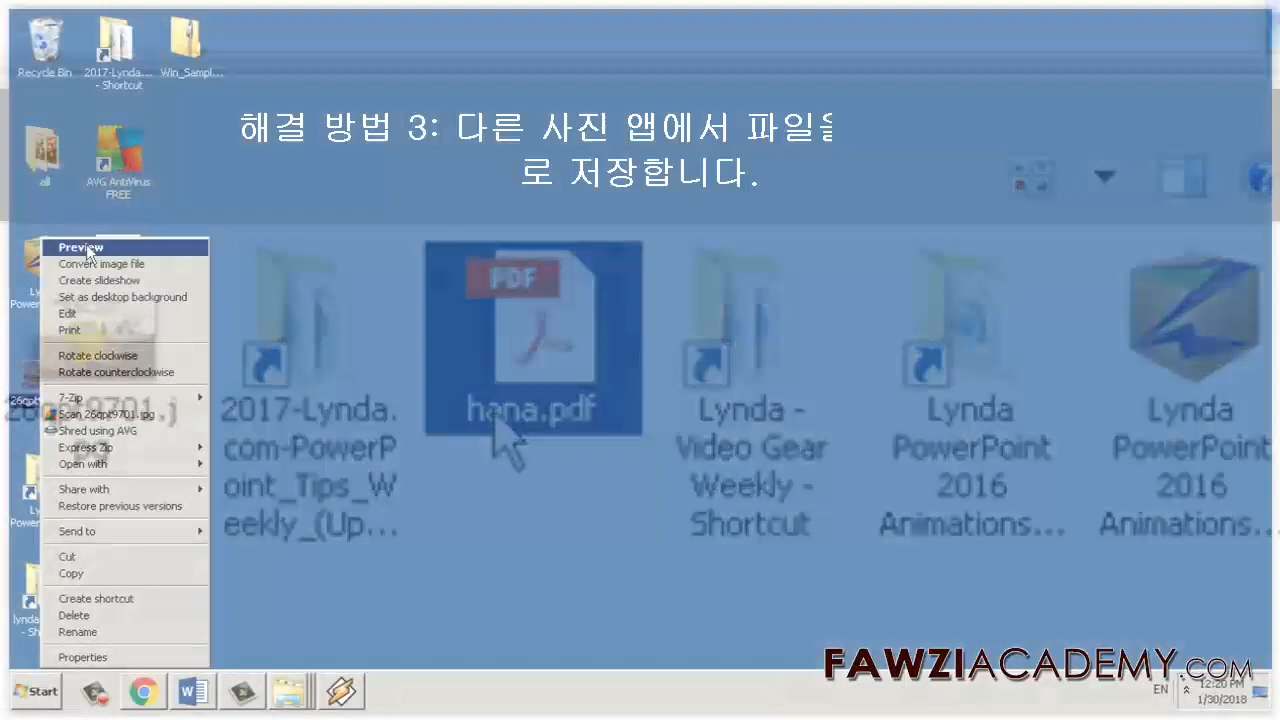 Recycle Bin
2017-Lynda...
- Shortcut
Win_Sampl...
해결 방법 3: 다른 사진 앱에서 파일을
로 저장합니다.
all
AVG AntiVirus
FREE
Preview
Convert image file
Create slideshow
Set as desktop background
Edit
Print
Rotate clockwise
Rotate counterclockwise
7-Zip
Scan 26qpt9701.jpg
Shred using AVG
Express Zip
Open with
Share with
Restore previous versions
Send to
Cut
Copy
Create shortcut
Delete
Rename
Properties
2017-Lynda.
com-PowerP
oint_Tips_W
eekly_(Up...
PDF
hana.pdf
Lynda -
Video Gear
Weekly -
Shortcut
Lynda
PowerPoint
2016
Animations...
Lynda
PowerPoint
2016
Animations...
FAWZIACADEMY.COM
Start
EN
12:20 PM
1/30/2018